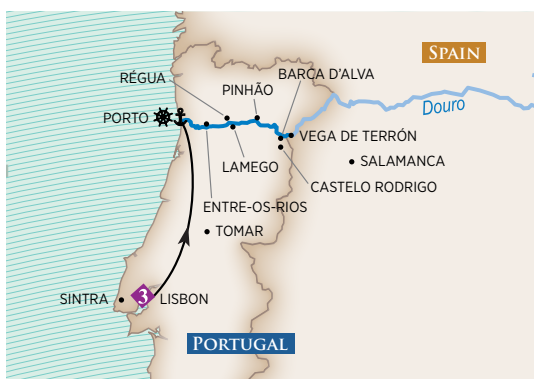 SPAIN
BARCA D'ALVA
RÉGUA
PINHÃO
Douro
PORTO
VEGA DE TERRÓN
LAMEGO
SALAMANCA
CASTELO RODRIGO
ENTRE-OS-RIOS
TOMAR
3
SINTRA
LISBON
PORTUGAL